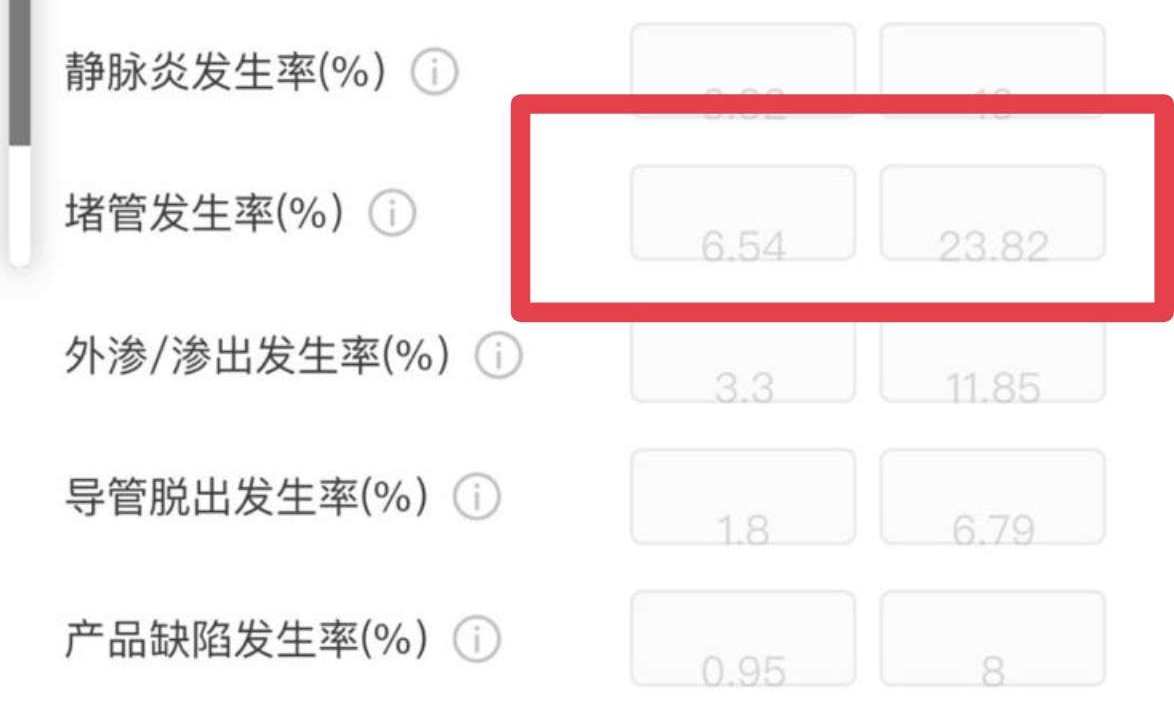 静脉炎发生率(%)
堵管发生率(%) 6.54 23.82
外渗/渗出发生率(%) 3.3 11.85
导管脱出发生率(%) 1.8 6.79
产品缺陷发生率(%) 0.95 8